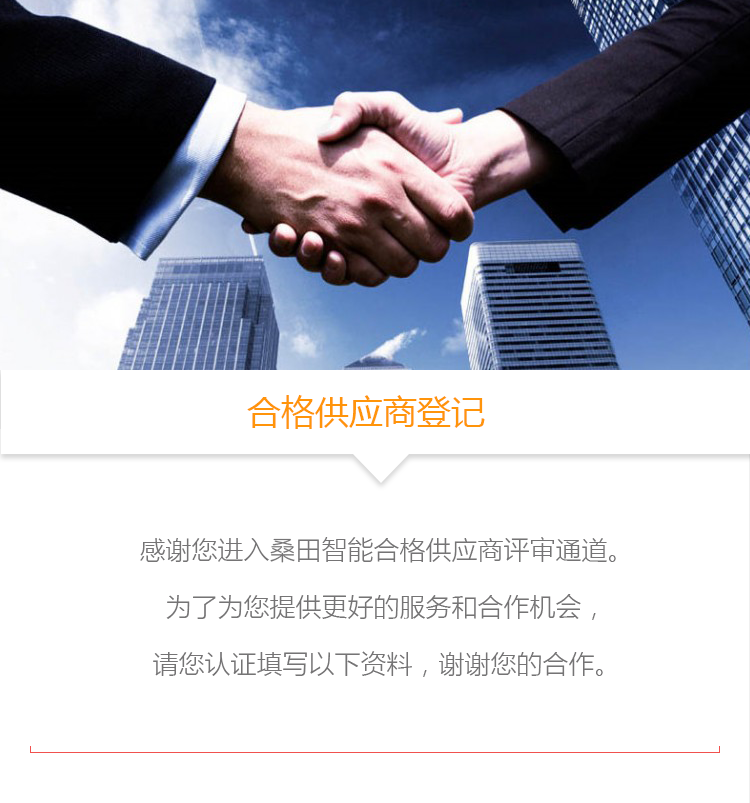 合格供应商登记
感谢您进入桑田智能合格供应商评审通道。
为了为您提供更好的服务和合作机会，
请您认证填写以下资料，谢谢您的合作。